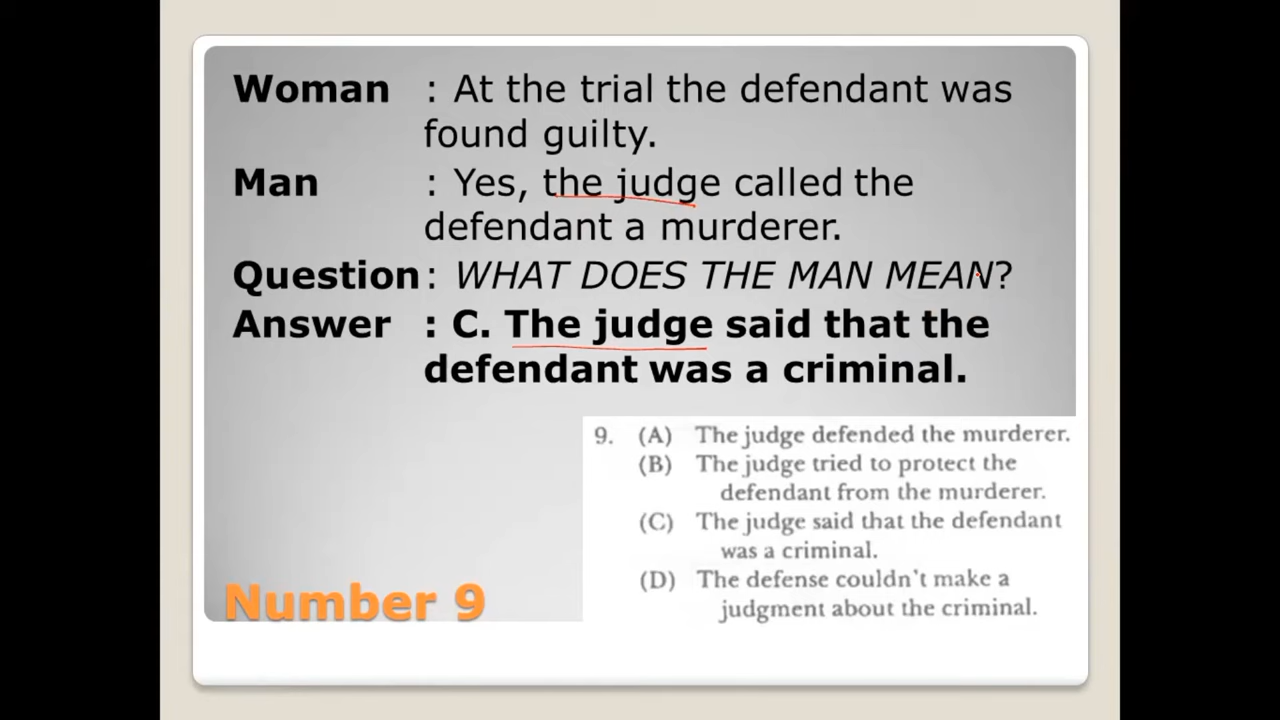 Woman : At the trial the defendant was
found guilty.
Man : Yes, the judge called the
defendant a murderer.
Question : WHAT DOES THE MAN MEAN?
Answer : C. The judge said that the
defendant was a criminal.
9. (A) The judge defended the murderer.
(B) The judge tried to protect the
defendant from the murderer.
(C) The judge said that the defendant
was a criminal.
(D) The defense couldn't make a
judgment about the criminal.
Number 9